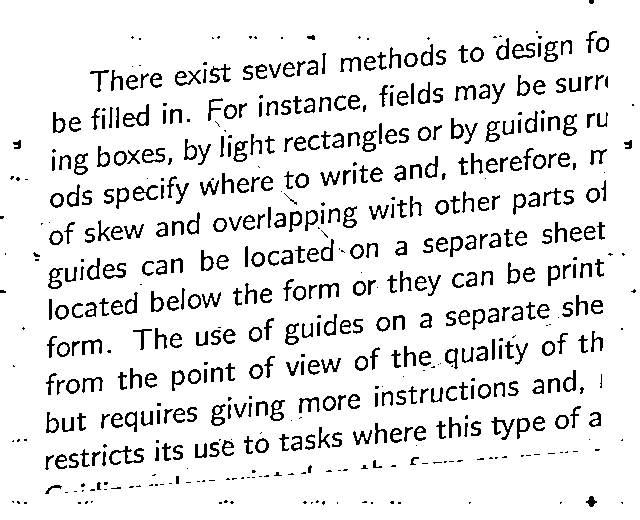 There exist several methods to design fo
be filled in. For instance, fields may be surr
ing boxes, by light rectangles or by guiding ru
ods specify where to write and, therefore, m
of skew and overlapping with other parts of
guides can be located on a separate sheet
located below the form or they can be print
form. The use of guides on a separate she
from the point of view of the quality of th
but requires giving more instructions and,
restricts its use to tasks where this type of a